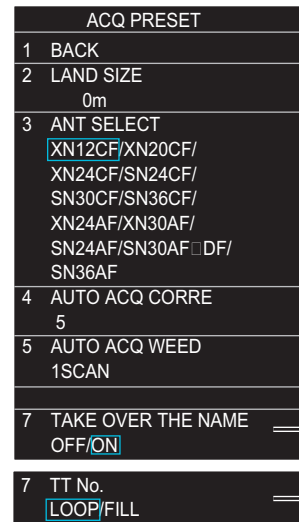 ACQ PRESET
1 BACK
2 LAND SIZE
0m
3 ANT SELECT
XN12CF/XN20CF/
XN24CF/SN24CF/
SN30CF/SN36CF/
XN24AF/XN30AF/
SN24AF/SN30AF□DF/
SN36AF
4 AUTO ACQ CORRE
5
5 AUTO ACQ WEED
1SCAN
7 TAKE OVER THE NAME
OFF/ON
7 TT No.
LOOP/FILL